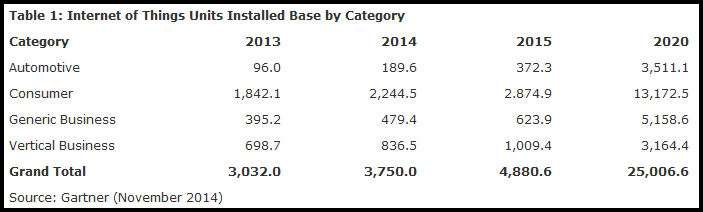 Table 1: Internet of Things Units Installed Base by Category
Category 2013 2014 2015 2020
Automotive 96.0 189.6 372.3 3,511.1
Consumer 1,842.1 2,244.5 2.874.9 13,172.5
Generic Business 395.2 479.4 623.9 5,158.6
Vertical Business 698.7 836.5 1,009.4 3,164.4
Grand Total 3,032.0 3,750.0 4,880.6 25,006.6
Source: Gartner (November 2014)